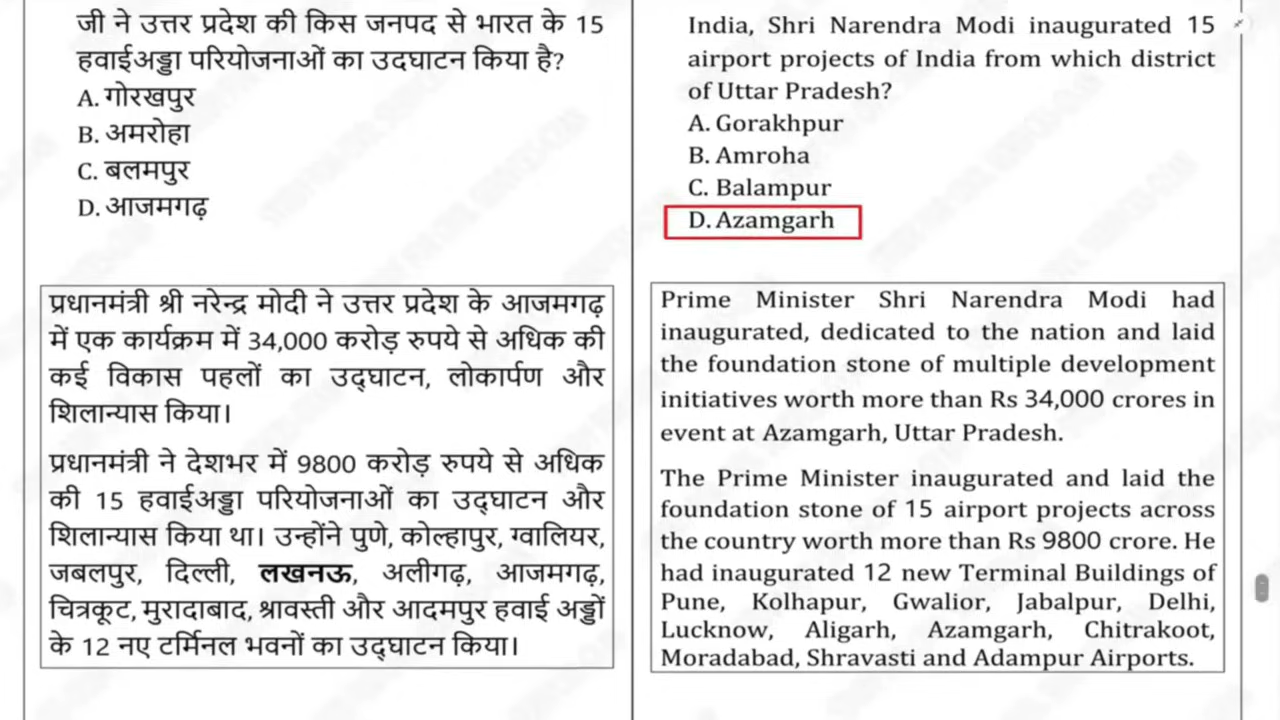 जी ने उत्तर प्रदेश की किस जनपद से भारत के 15
हवाईअड्डा परियोजनाओं का उदघाटन किया है?
A. गोरखपुर
B. अमरोहा
C. बलमपुर
D. आजमगढ़
प्रधानमंत्री श्री नरेन्द्र मोदी ने उत्तर प्रदेश के आजमगढ़
में एक कार्यक्रम में 34,000 करोड़ रुपये से अधिक की
कई विकास पहलों का उद्घाटन, लोकार्पण और
शिलान्यास किया।
प्रधानमंत्री ने देशभर में 9800 करोड़ रुपये से अधिक
की 15 हवाईअड्डा परियोजनाओं का उद्घाटन और
शिलान्यास किया था। उन्होंने पुणे, कोल्हापुर, ग्वालियर,
जबलपुर, दिल्ली, लखनऊ, अलीगढ़, आजमगढ़,
चित्रकूट, मुरादाबाद, श्रावस्ती और आदमपुर हवाई अड्डों
के 12 नए टर्मिनल भवनों का उद्घाटन किया।
India, Shri Narendra Modi inaugurated 15
airport projects of India from which district
of Uttar Pradesh?
A. Gorakhpur
B. Amroha
C. Balampur
D. Azamgarh
Prime Minister Shri Narendra Modi had
inaugurated, dedicated to the nation and laid
the foundation stone of multiple development
initiatives worth more than Rs 34,000 crores in
event at Azamgarh, Uttar Pradesh.
The Prime Minister inaugurated and laid the
foundation stone of 15 airport projects across
the country worth more than Rs 9800 crore. He
had inaugurated 12 new Terminal Buildings of
Pune, Kolhapur, Gwalior, Jabalpur, Delhi,
Lucknow, Aligarh, Azamgarh, Chitrakoot,
Moradabad, Shravasti and Adampur Airports.